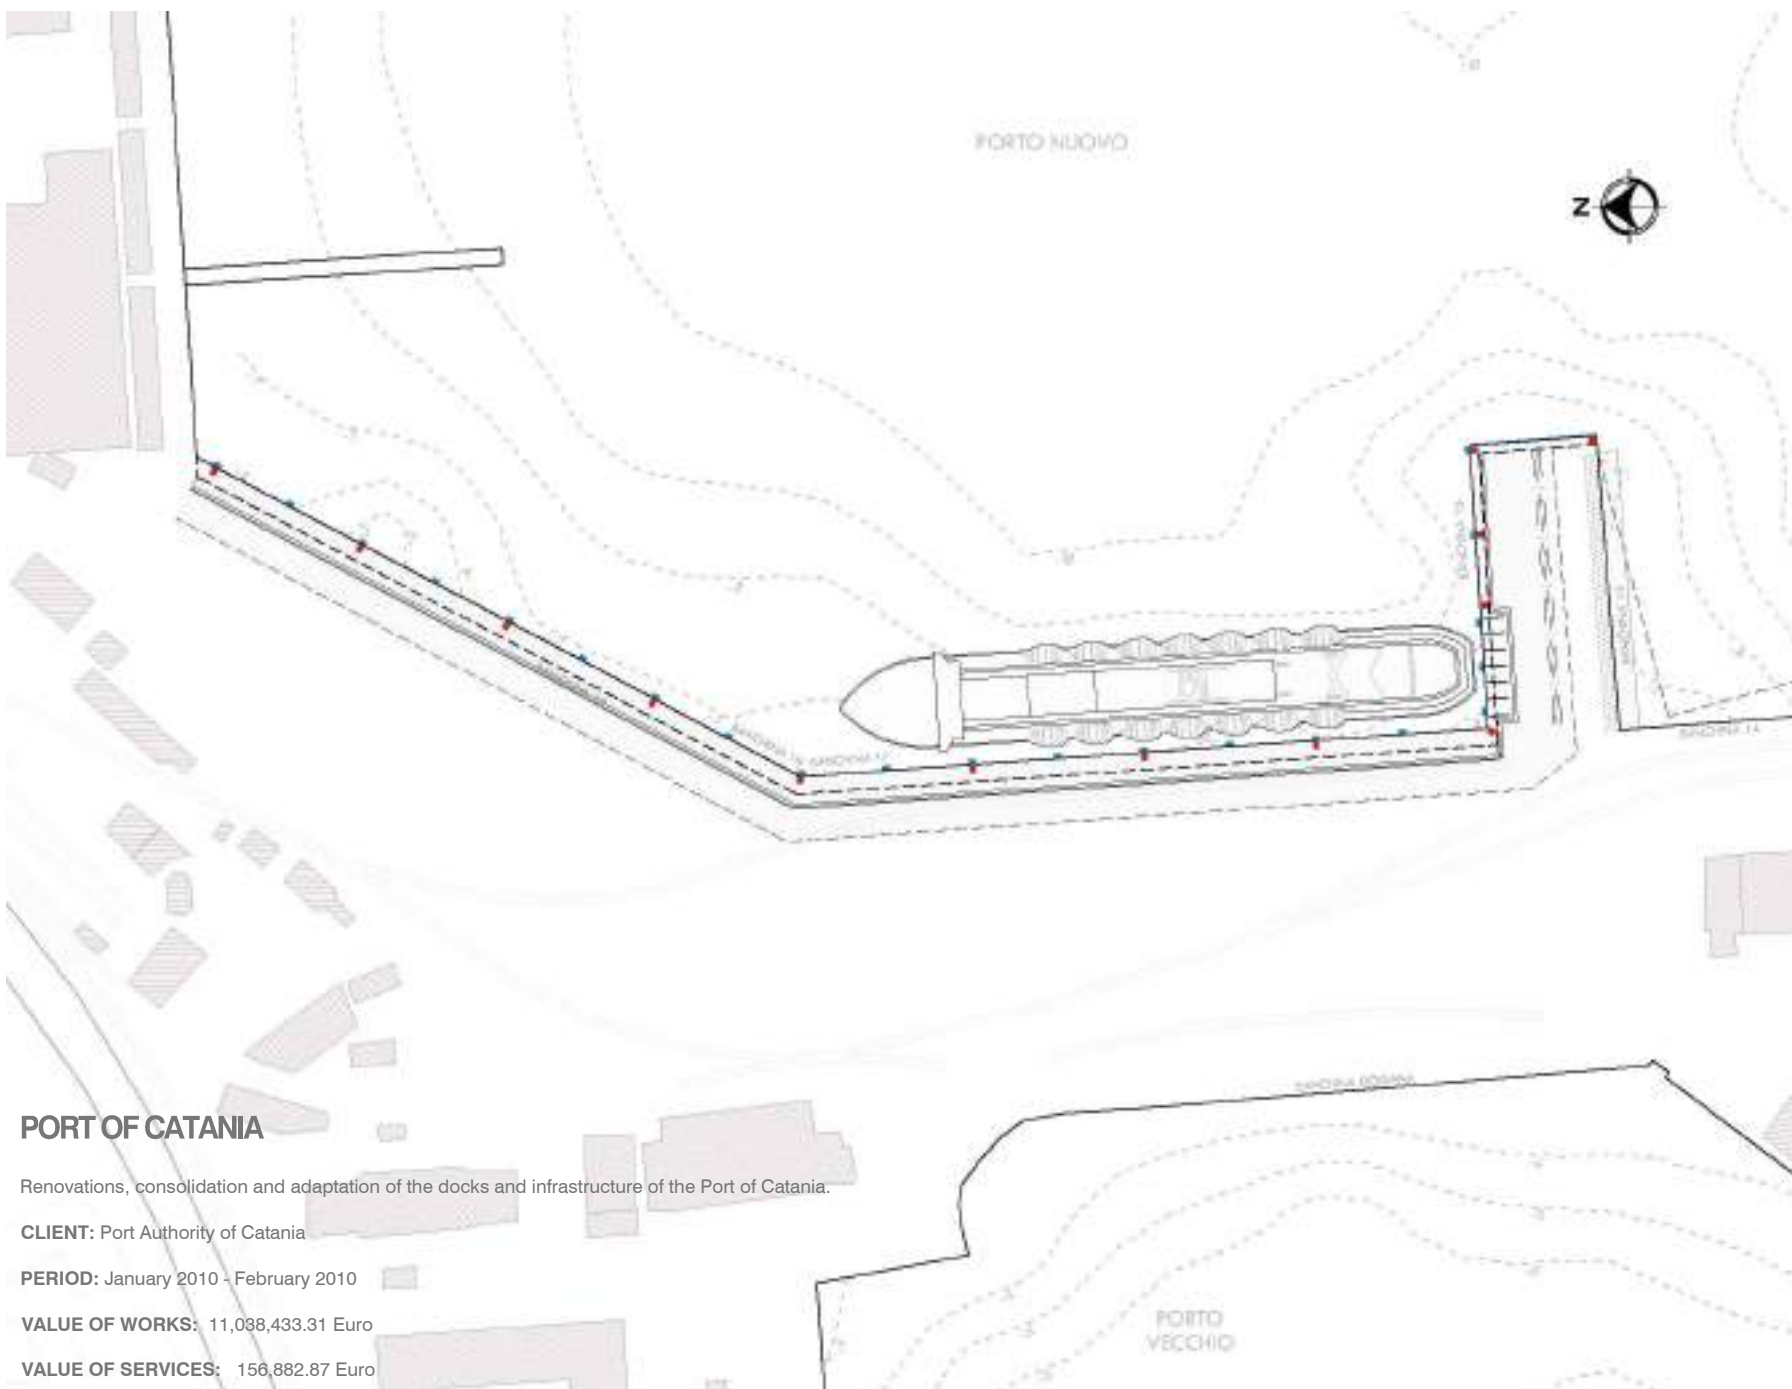 PORTO NUOVO
N
BANCHINA ROMANA
PORT OF CATANIA
Renovations, consolidation and adaptation of the docks and infrastructure of the Port of Catania.
CLIENT: Port Authority of Catania
PERIOD: January 2010 - February 2010
VALUE OF WORKS: 11,038,433.31 Euro
VALUE OF SERVICES: 156,882.87 Euro
PORTO
VECCHIO